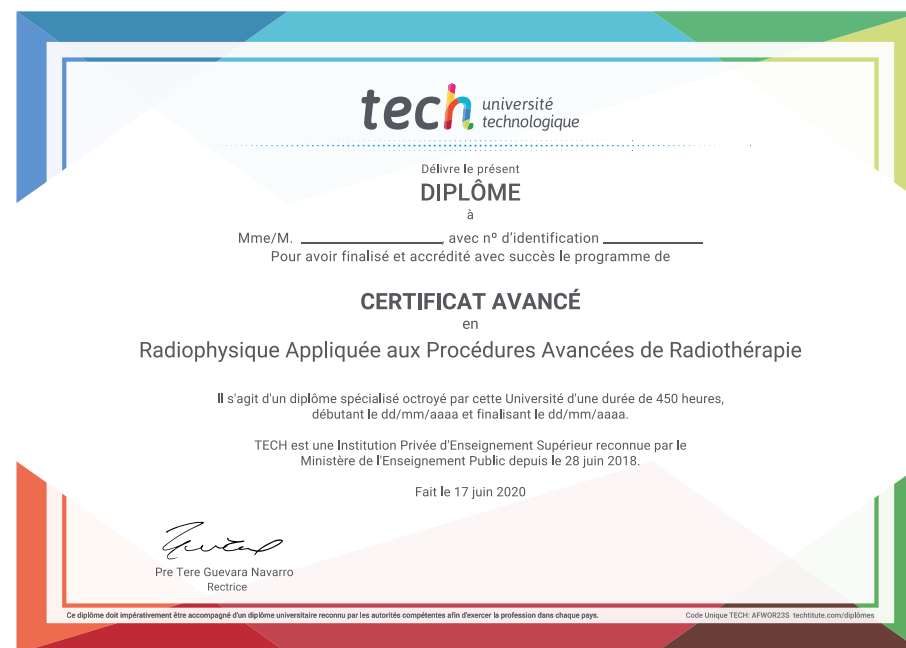 tech université
technologique
Délivre le présent
DIPLÔME
à
Mme/M. ____________________, avec nº d'identification ______________
Pour avoir finalisé et accrédité avec succès le programme de
CERTIFICAT AVANCÉ
en
Radiophysique Appliquée aux Procédures Avancées de Radiothérapie
Il s'agit d'un diplôme spécialisé octroyé par cette Université d'une durée de 450 heures,
débutant le dd/mm/aaaa et finalisant le dd/mm/aaaa.
TECH est une Institution Privée d'Enseignement Supérieur reconnue par le
Ministère de l'Enseignement Public depuis le 28 juin 2018.
Fait le 17 juin 2020
Pre Tere Guevara Navarro
Rectrice
Ce diplôme doit impérativement être accompagné d'un diplôme universitaire reconnu par les autorités compétentes afin d'exercer la profession dans chaque pays.
Code Unique TECH: AFWOR23S techtitute.com/diplômes